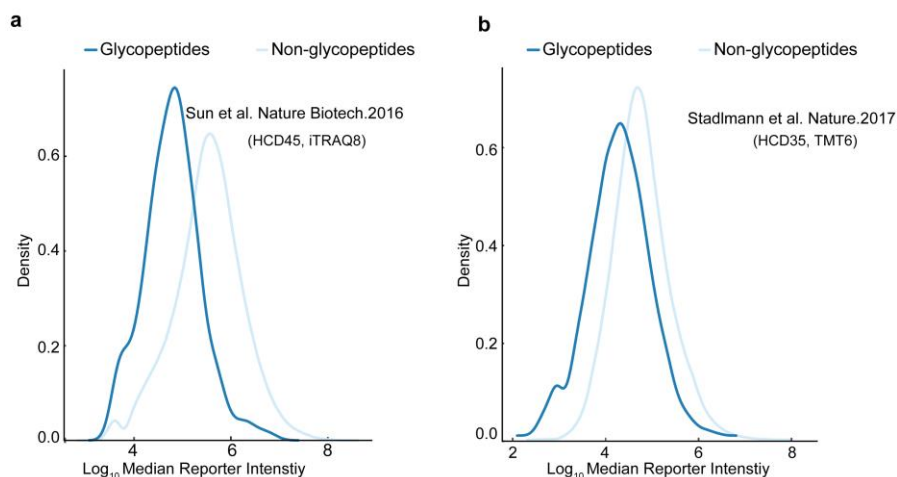 a
Glycopeptides Non-glycopeptides
Sun et al. Nature Biotech.2016
(HCD45, iTRAQ8)
Density
0.6
0.4
0.2
0.0
4 6 8
Log10 Median Reporter Intenstiy
b
Glycopeptides Non-glycopeptides
Stadlmann et al. Nature.2017
(HCD35, TMT6)
Density
0.6
0.4
0.2
0.0
2 4 6 8
Log10 Median Reporter Intenstiy